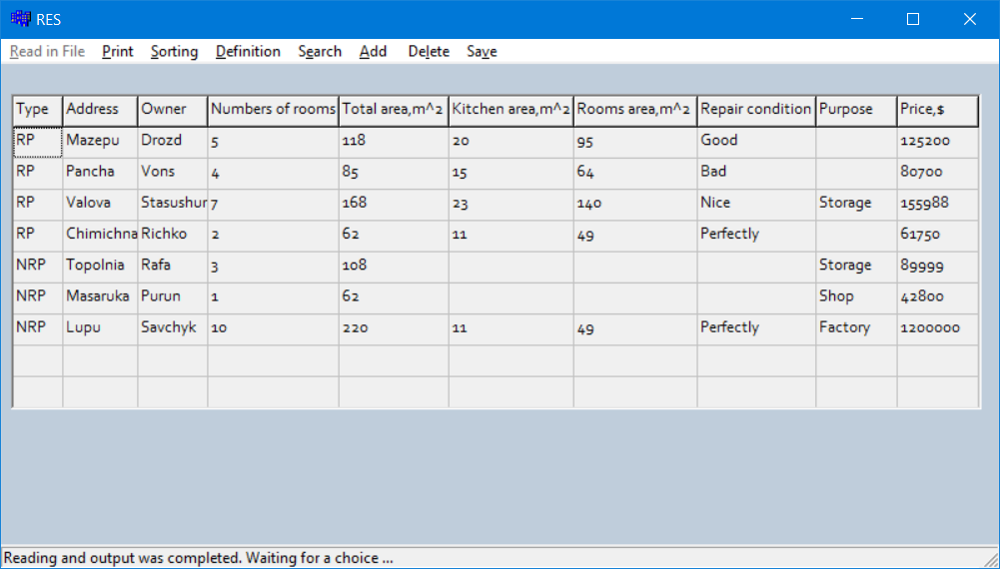 RES
Read in File Print Sorting Definition Search Add Delete Save
Type Address Owner Numbers of rooms Total area,m^2 Kitchen area,m^2 Rooms area,m^2 Repair condition Purpose Price,$
RP Mazepu Drozd 5 118 20 95 Good 125200
RP Pancha Vons 4 85 15 64 Bad 80700
RP Valova Stasushur 7 168 23 140 Nice Storage 155988
RP Chimichna Richko 2 62 11 49 Perfectly 61750
NRP Topolnia Rafa 3 108 Storage 89999
NRP Masaruka Purun 1 62 Shop 42800
NRP Lupu Savchyk 10 220 11 49 Perfectly Factory 1200000
Reading and output was completed. Waiting for a choice ...